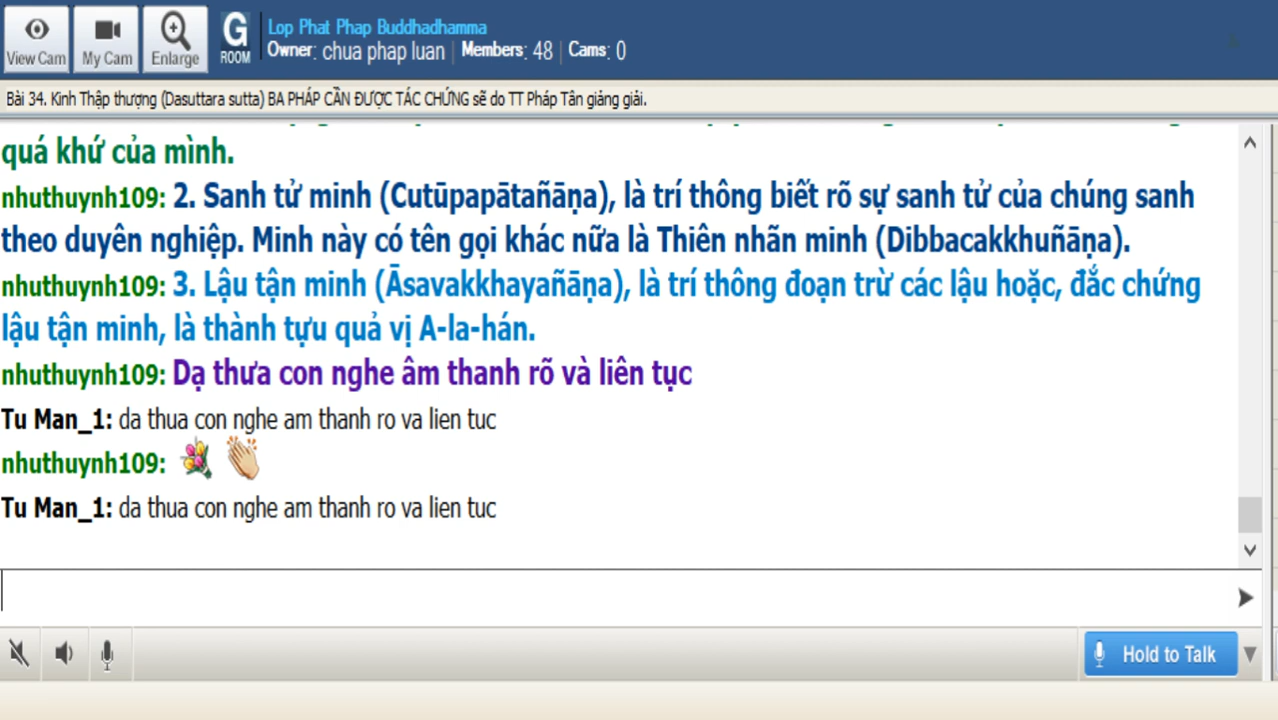 View Cam
My Cam
Enlarge
G ROOM
Lop Phat Phap Buddhadhamma
Owner: chua phap luan | Members: 48 | Cams: 0
Bài 34. Kinh Thập thượng (Dasuttara sutta) BA PHÁP CẦN ĐƯỢC TÁC CHỨNG sẽ do TT Pháp Tân giảng giải.
quá khứ của mình.
nhuthuynh109: 2. Sanh tử minh (Cutūpapātañāṇa), là trí thông biết rõ sự sanh tử của chúng sanh
theo duyên nghiệp. Minh này có tên gọi khác nữa là Thiên nhãn minh (Dibbacakkhuñāṇa).
nhuthuynh109: 3. Lậu tận minh (Āsavakkhayañāṇa), là trí thông đoạn trừ các lậu hoặc, đắc chứng
lậu tận minh, là thành tựu quả vị A-la-hán.
nhuthuynh109: Dạ thưa con nghe âm thanh rõ và liên tục
Tu Man_1: da thua con nghe am thanh ro va lien tuc
nhuthuynh109:
Tu Man_1: da thua con nghe am thanh ro va lien tuc
Hold to Talk